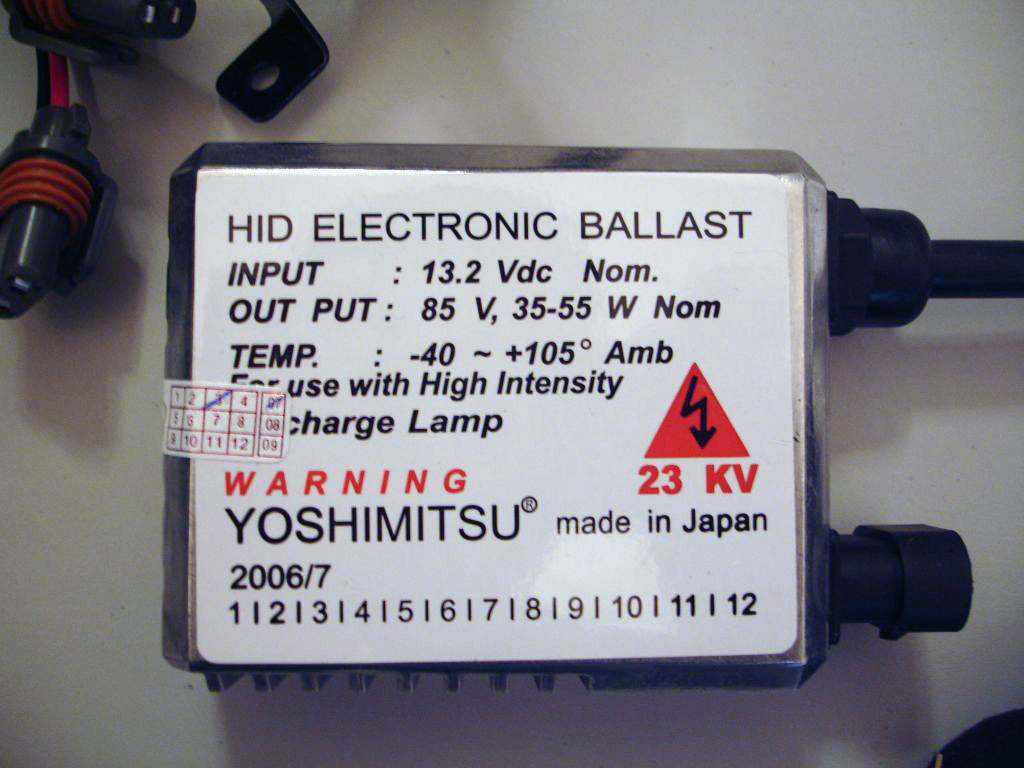 HID ELECTRONIC BALLAST
INPUT : 13.2 Vdc Nom.
OUT PUT : 85 V, 35-55 W Nom
TEMP. : -40 ~ +105° Amb
For use with High Intensity
charge Lamp
1 2 3 4 07
5 6 7 8 08
9 10 11 12 09
23 KV
WARNING
YOSHIMITSU® made in Japan
2006/7
1 I 2 I 3 I 4 I 5 I 6 I 7 I 8 I 9 I 10 I 11 I 12